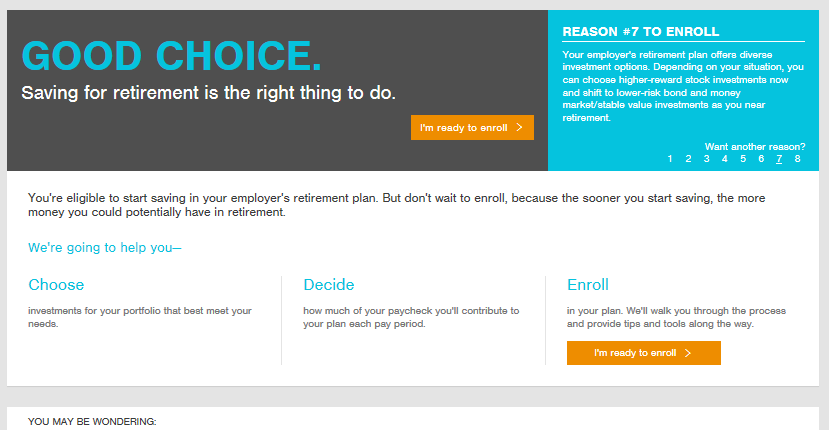 GOOD CHOICE.
Saving for retirement is the right thing to do.
I'm ready to enroll >
REASON #7 TO ENROLL
Your employer's retirement plan offers diverse
investment options. Depending on your situation, you
can choose higher-reward stock investments now
and shift to lower-risk bond and money
market/stable value investments as you near
retirement.
Want another reason?
1 2 3 4 5 6 7 8
You're eligible to start saving in your employer's retirement plan. But don't wait to enroll, because the sooner you start saving, the more
money you could potentially have in retirement.
We're going to help you—
Choose
investments for your portfolio that best meet your
needs.
Decide
how much of your paycheck you'll contribute to
your plan each pay period.
Enroll
in your plan. We'll walk you through the process
and provide tips and tools along the way.
I'm ready to enroll >
YOU MAY BE WONDERING: